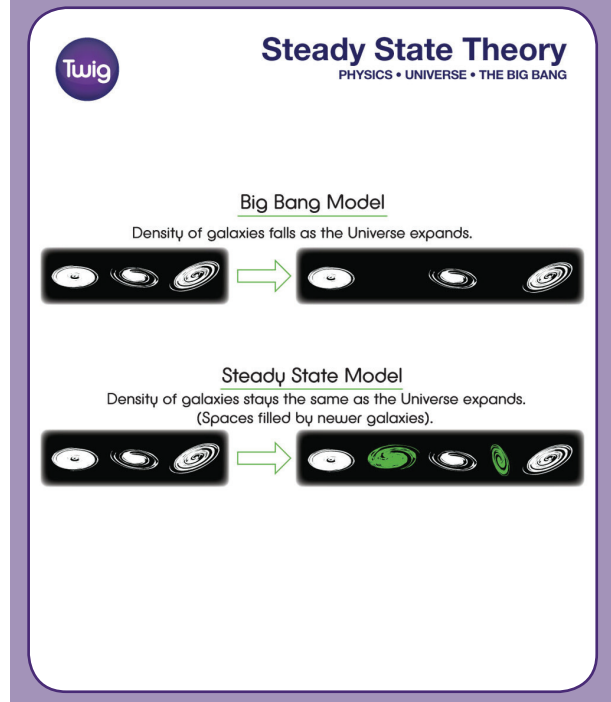 Twig
Steady State Theory
PHYSICS • UNIVERSE • THE BIG BANG
Big Bang Model
Density of galaxies falls as the Universe expands.
Steady State Model
Density of galaxies stays the same as the Universe expands.
(Spaces filled by newer galaxies).